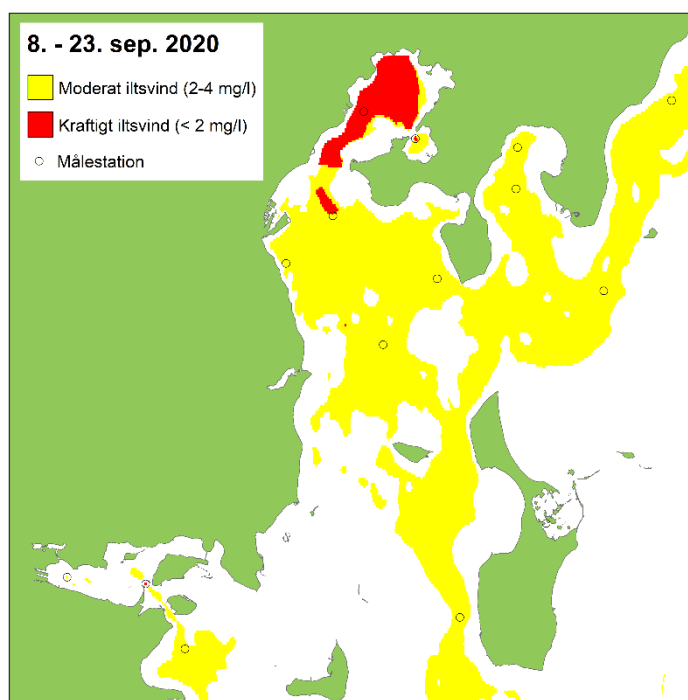 8. - 23. sep. 2020
Moderat iltsvind (2-4 mg/l)
Kraftigt iltsvind (< 2 mg/l)
Målestation